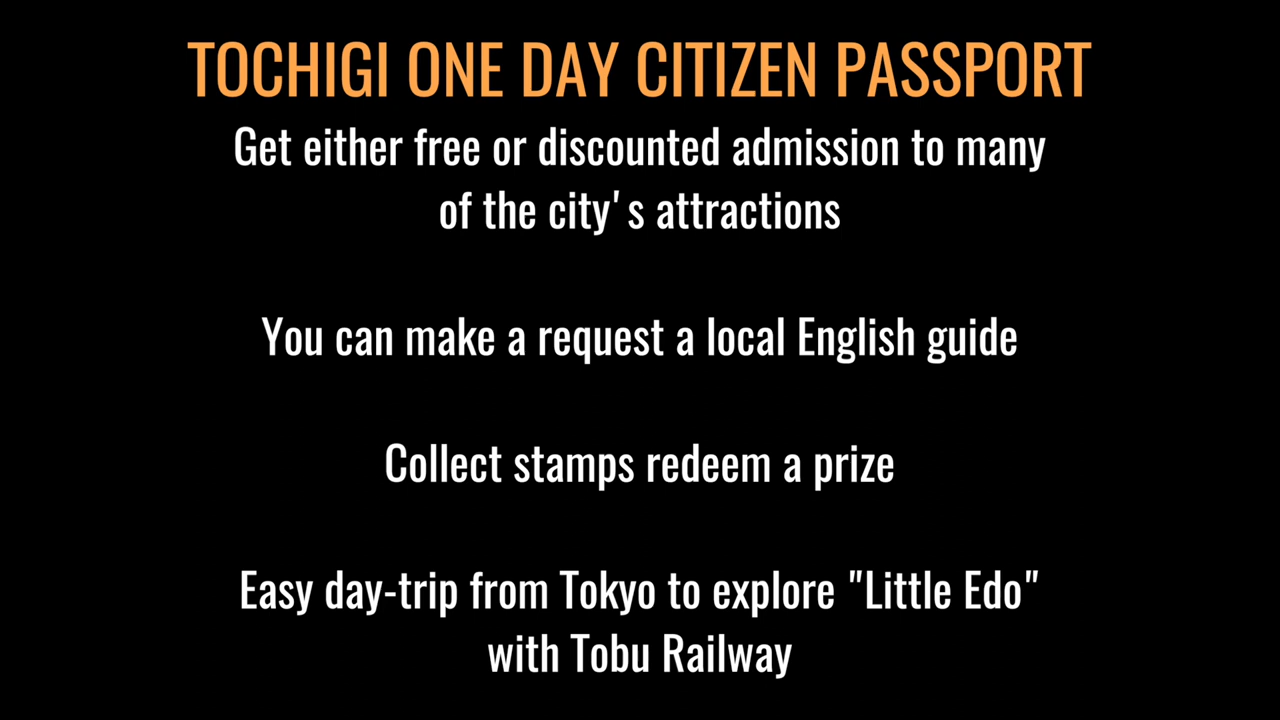 TOCHIGI ONE DAY CITIZEN PASSPORT
Get either free or discounted admission to many
of the city's attractions
You can make a request a local English guide
Collect stamps redeem a prize
Easy day-trip from Tokyo to explore "Little Edo"
with Tobu Railway